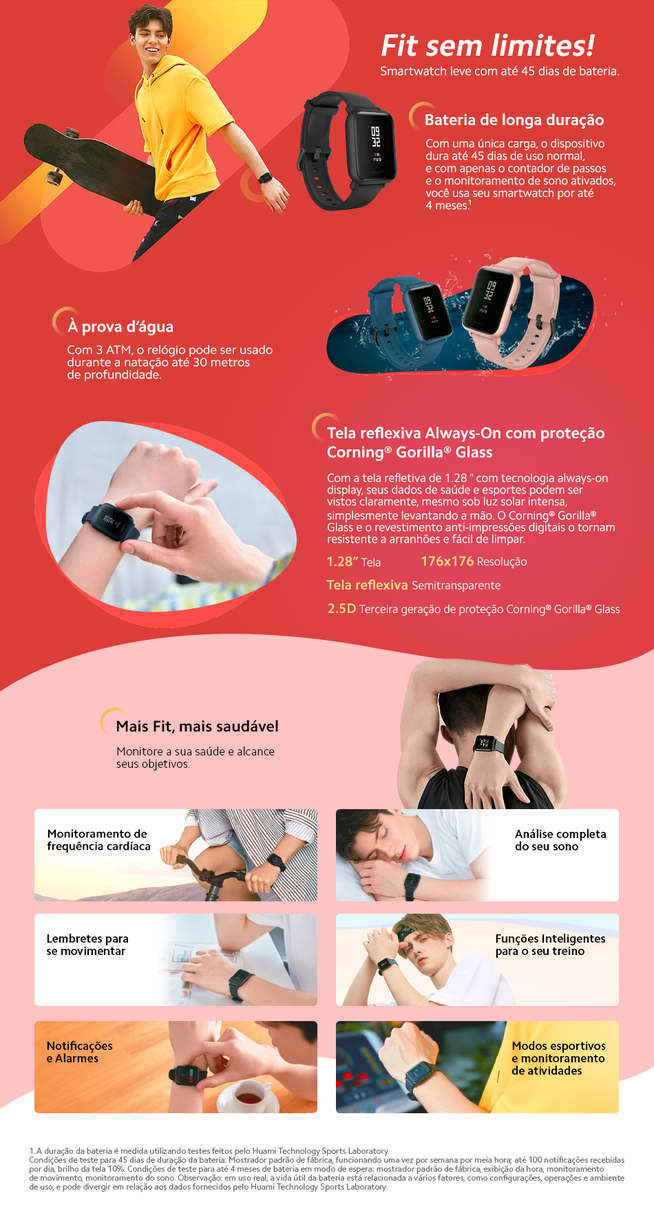 Fit sem limites!
Smartwatch leve com até 45 dias de bateria.
Bateria de longa duração
Com uma única carga, o dispositivo
dura até 45 dias de uso normal,
e com apenas o contador de passos
e o monitoramento de sono ativados,
você usa seu smartwatch por até
4 meses.¹
À prova d'água
Com 3 ATM, o relógio pode ser usado
durante a natação até 30 metros
de profundidade.
Tela reflexiva Always-On com proteção
Corning® Gorilla® Glass
Com a tela refletiva de 1.28 " com tecnologia always-on
display, seus dados de saúde e esportes podem ser
vistos claramente, mesmo sob luz solar intensa,
simplesmente levantando a mão. O Corning® Gorilla®
Glass e o revestimento anti-impressões digitais o tornam
resistente a arranhões e fácil de limpar.
1.28” Tela 176x176 Resolução
Tela reflexiva Semitransparente
2.5D Terceira geração de proteção Corning® Gorilla® Glass
Mais Fit, mais saudável
Monitore a sua saúde e alcance
seus objetivos.
Monitoramento de
frequência cardíaca
Análise completa
do seu sono
Lembretes para
se movimentar
Funções Inteligentes
para o seu treino
Notificações
e Alarmes
Modos esportivos
e monitoramento
de atividades
1. A duração da bateria é medida utilizando testes feitos pelo Huami Technology Sports Laboratory.
Condições de teste para 45 dias de duração da bateria: Mostrador padrão de fábrica, funcionando uma vez por semana por meia hora; até 100 notificações recebidas
por dia, brilho da tela 10%. Condições de teste para até 4 meses de bateria em modo de espera: mostrador padrão de fábrica, exibição da hora, monitoramento
de movimento, monitoramento do sono. Observação: em uso real, a vida útil da bateria está relacionada a vários fatores, como configurações, operações e ambiente
de uso, e pode divergir em relação aos dados fornecidos pelo Huami Technology Sports Laboratory.